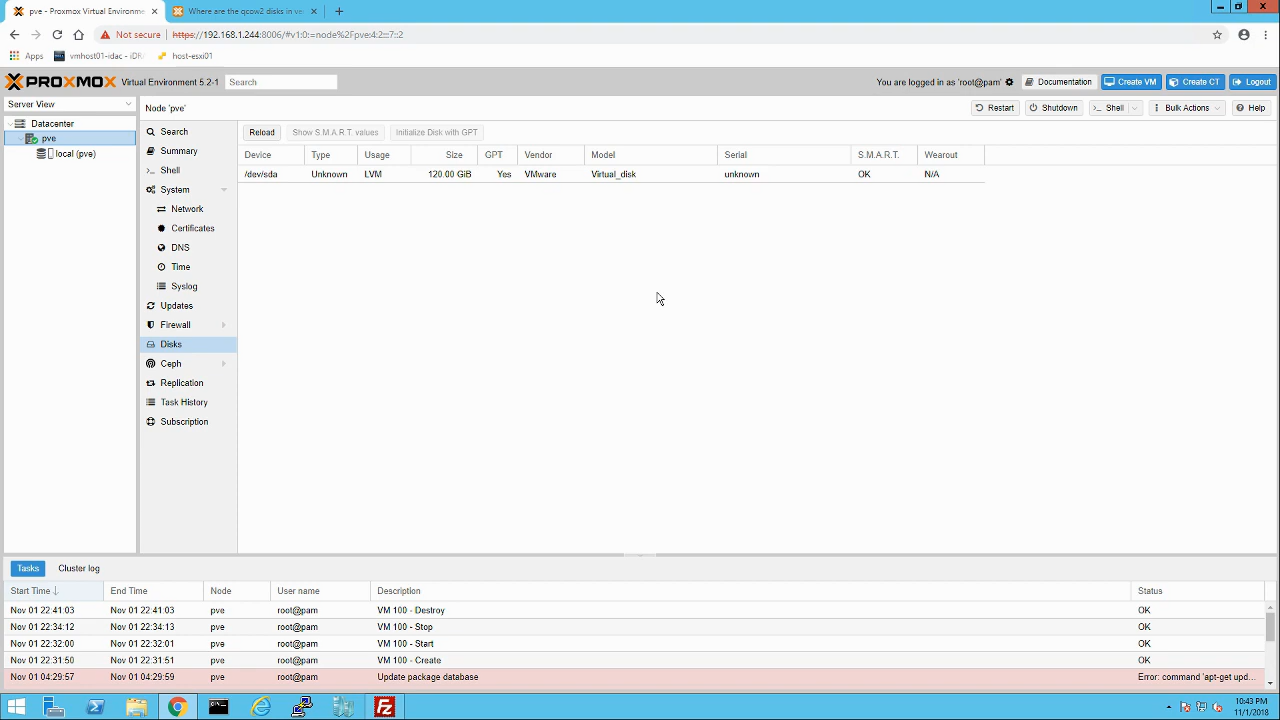 pve - Proxmox Virtual Environme
Where are the qcow2 disks in ve
Not secure
https://192.168.1.244:8006/#v1:0:=node%2Fpve:4:2:::7::2
Apps
vmhost01-idac - iDR
host-esxi01
PROXMOX
Virtual Environment 5.2-1
Search
You are logged in as 'root@pam'
Documentation
Create VM
Create CT
Logout
Server View
Node 'pve'
Restart
Shutdown
Shell
Bulk Actions
Help
Datacenter
pve
local (pve)
Search
Summary
Shell
System
Network
Certificates
DNS
Time
Syslog
Updates
Firewall
Disks
Ceph
Replication
Task History
Subscription
Reload
Show S.M.A.R.T. values
Initialize Disk with GPT
Device Type Usage Size GPT Vendor Model Serial S.M.A.R.T. Wearout
/dev/sda Unknown LVM 120.00 GiB Yes VMware Virtual_disk unknown OK N/A
Tasks
Cluster log
Start Time End Time Node User name Description Status
Nov 01 22:41:03 Nov 01 22:41:03 pve root@pam VM 100 - Destroy OK
Nov 01 22:34:12 Nov 01 22:34:13 pve root@pam VM 100 - Stop OK
Nov 01 22:32:00 Nov 01 22:32:01 pve root@pam VM 100 - Start OK
Nov 01 22:31:50 Nov 01 22:31:51 pve root@pam VM 100 - Create OK
Nov 01 04:29:57 Nov 01 04:29:59 pve root@pam Update package database Error: command 'apt-get upd...
10:43 PM
11/1/2018